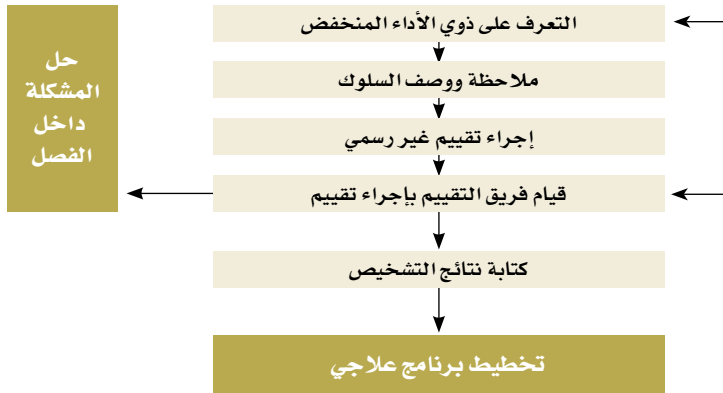 التعرف على ذوي الأداء المنخفض
ملاحظة ووصف السلوك
إجراء تقييم غير رسمي
قيام فريق التقييم بإجراء تقييم
كتابة نتائج التشخيص
تخطيط برنامج علاجي
حل
المشكلة
داخل
الفصل